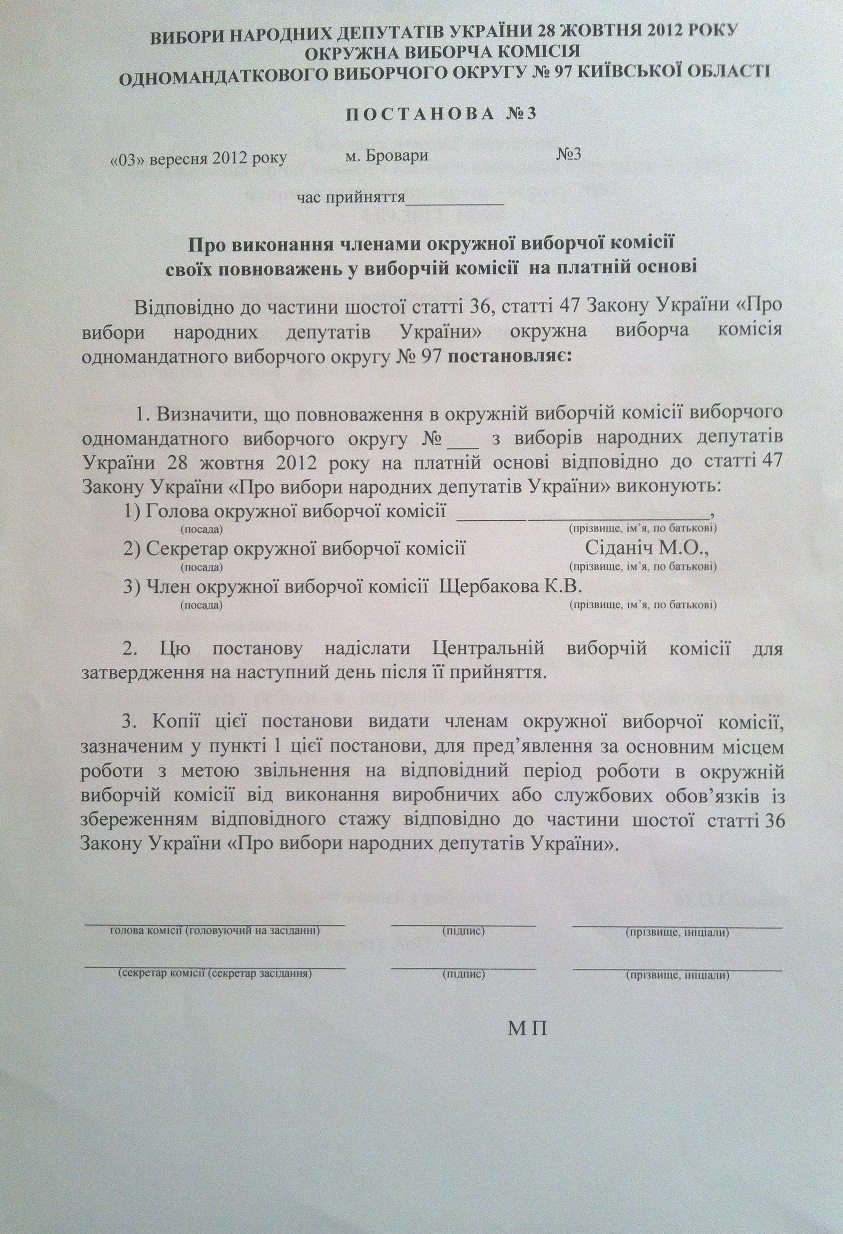 ВИБОРИ НАРОДНИХ ДЕПУТАТІВ УКРАЇНИ 28 ЖОВТНЯ 2012 РОКУ
ОКРУЖНА ВИБОРЧА КОМІСІЯ
ОДНОМАНДАТКОВОГО ВИБОРЧОГО ОКРУГУ № 97 КИЇВСЬКОЇ ОБЛАСТІ
П О С Т А Н О В А № 3
«03» вересня 2012 року м. Бровари №3
час прийняття____________
Про виконання членами окружної виборчої комісії
своїх повноважень у виборчій комісії на платній основі
Відповідно до частини шостої статті 36, статті 47 Закону України «Про
вибори народних депутатів України» окружна виборча комісія
одномандатного виборчого округу № 97 постановляє:
1. Визначити, що повноваження в окружній виборчій комісії виборчого
одномандатного виборчого округу № ___ з виборів народних депутатів
України 28 жовтня 2012 року на платній основі відповідно до статті 47
Закону України «Про вибори народних депутатів України» виконують:
1) Голова окружної виборчої комісії _______ __________________,
(посада) (прізвище, ім’я, по батькові)
2) Секретар окружної виборчої комісії Сіданіч М.О.,
(посада) (прізвище, ім’я, по батькові)
3) Член окружної виборчої комісії Щербакова К.В.
(посада) (прізвище, ім’я, по батькові)
2. Цю постанову надіслати Центральній виборчій комісії для
затвердження на наступний день після її прийняття.
3. Копії цієї постанови видати членам окружної виборчої комісії,
зазначеним у пункті 1 цієї постанови, для пред’явлення за основним місцем
роботи з метою звільнення на відповідний період роботи в окружній
виборчій комісії від виконання виробничих або службових обов’язків із
збереженням відповідного стажу відповідно до частини шостої статті 36
Закону України «Про вибори народних депутатів України».
голова комісії (головуючий на засіданні) (підпис) (прізвище, ініціали)
(секретар комісії (секретар засідання) (підпис) (прізвище, ініціали)
М П